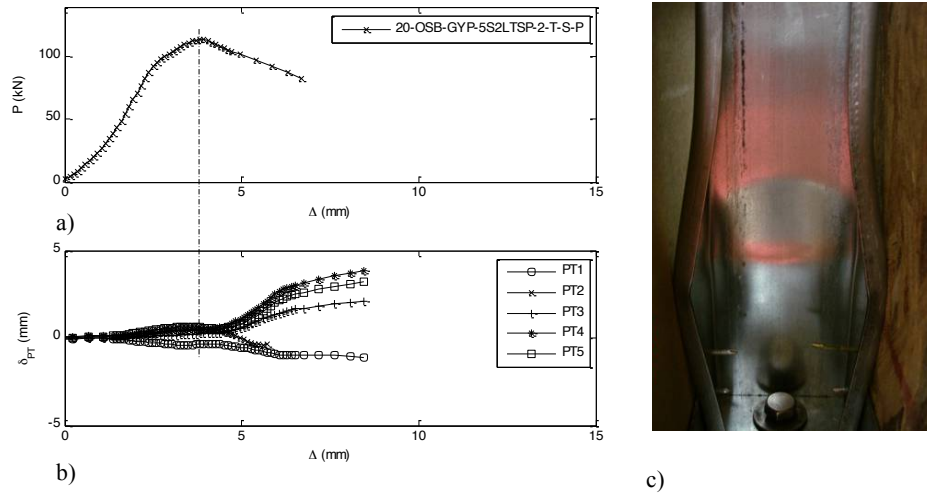 100
50
0
P (kN)
20-OSB-GYP-5S2LTSP-2-T-S-P
0
5
10
15
Δ (mm)
a)
5
0
-5
δPT (mm)
PT1
PT2
PT3
PT4
PT5
0
5
10
15
Δ (mm)
b)
c)